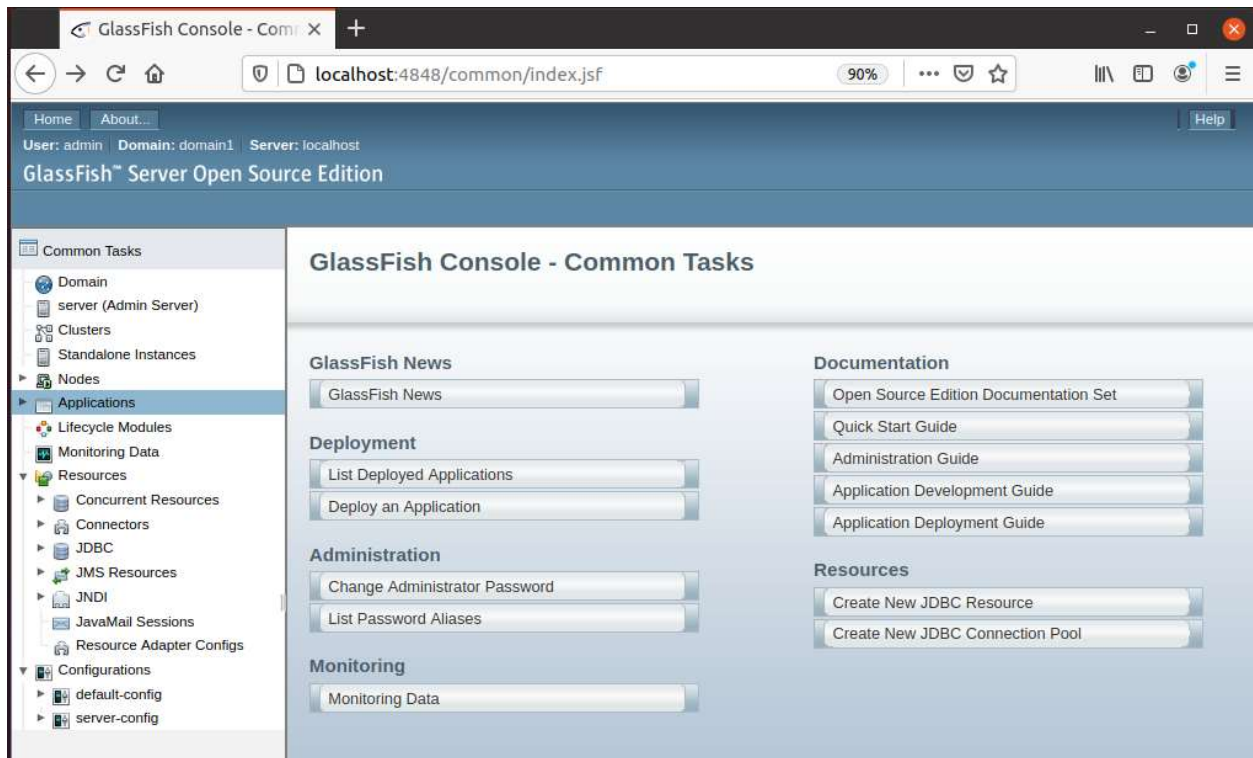 GlassFish Console - Com
localhost:4848/common/index.jsf
90%
Home About... Help
User: admin Domain: domain1 Server: localhost
GlassFish™ Server Open Source Edition
Common Tasks
Domain
server (Admin Server)
Clusters
Standalone Instances
Nodes
Applications
Lifecycle Modules
Monitoring Data
Resources
Concurrent Resources
Connectors
JDBC
JMS Resources
JNDI
JavaMail Sessions
Resource Adapter Configs
Configurations
default-config
server-config
GlassFish Console - Common Tasks
GlassFish News
GlassFish News
Deployment
List Deployed Applications
Deploy an Application
Administration
Change Administrator Password
List Password Aliases
Monitoring
Monitoring Data
Documentation
Open Source Edition Documentation Set
Quick Start Guide
Administration Guide
Application Development Guide
Application Deployment Guide
Resources
Create New JDBC Resource
Create New JDBC Connection Pool